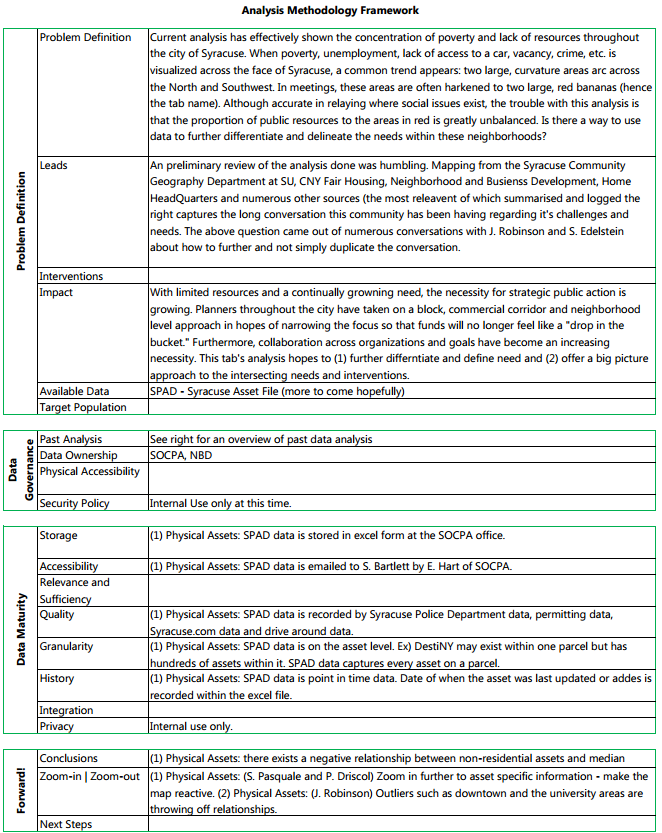 Analysis Methodology Framework
Problem Definition
Problem Definition
Current analysis has effectively shown the concentration of poverty and lack of resources throughout
the city of Syracuse. When poverty, unemployment, lack of access to a car, vacancy, crime, etc. is
visualized across the face of Syracuse, a common trend appears: two large, curvature areas arc across
the North and Southwest. In meetings, these areas are often harkened to two large, red bananas (hence
the tab name). Although accurate in relaying where social issues exist, the trouble with this analysis is
that the proportion of public resources to the areas in red is greatly unbalanced. Is there a way to use
data to further differentiate and delineate the needs within these neighborhoods?
Leads
An preliminary review of the analysis done was humbling. Mapping from the Syracuse Community
Geography Department at SU, CNY Fair Housing, Neighborhood and Busienss Development, Home
HeadQuarters and numerous other sources (the most releavent of which summarised and logged the
right captures the long conversation this community has been having regarding it's challenges and
needs. The above question came out of numerous conversations with J. Robinson and S. Edelstein
about how to further and not simply duplicate the conversation.
Interventions
Impact
With limited resources and a continually growning need, the necessity for strategic public action is
growing. Planners throughout the city have taken on a block, commercial corridor and neighborhood
level approach in hopes of narrowing the focus so that funds will no longer feel like a "drop in the
bucket." Furthermore, collaboration across organizations and goals have become an increasing
necessity. This tab's analysis hopes to (1) further differntiate and define need and (2) offer a big picture
approach to the intersecting needs and interventions.
Available Data
SPAD - Syracuse Asset File (more to come hopefully)
Target Population
Data
Governance
Past Analysis
See right for an overview of past data analysis
Data Ownership
SOCPA, NBD
Physical Accessibility
Security Policy
Internal Use only at this time.
Data Maturity
Storage
(1) Physical Assets: SPAD data is stored in excel form at the SOCPA office.
Accessibility
(1) Physical Assets: SPAD data is emailed to S. Bartlett by E. Hart of SOCPA.
Relevance and
Sufficiency
Quality
(1) Physical Assets: SPAD data is recorded by Syracuse Police Department data, permitting data,
Syracuse.com data and drive around data.
Granularity
(1) Physical Assets: SPAD data is on the asset level. Ex) DestiNY may exist within one parcel but has
hundreds of assets within it. SPAD data captures every asset on a parcel.
History
(1) Physical Assets: SPAD data is point in time data. Date of when the asset was last updated or addes is
recorded within the excel file.
Integration
Privacy
Internal use only.
Forward!
Conclusions
(1) Physical Assets: there exists a negative relationship between non-residential assets and median
Zoom-in | Zoom-out
(1) Physical Assets: (S. Pasquale and P. Driscol) Zoom in further to asset specific information - make the
map reactive. (2) Physical Assets: (J. Robinson) Outliers such as downtown and the university areas are
throwing off relationships.
Next Steps